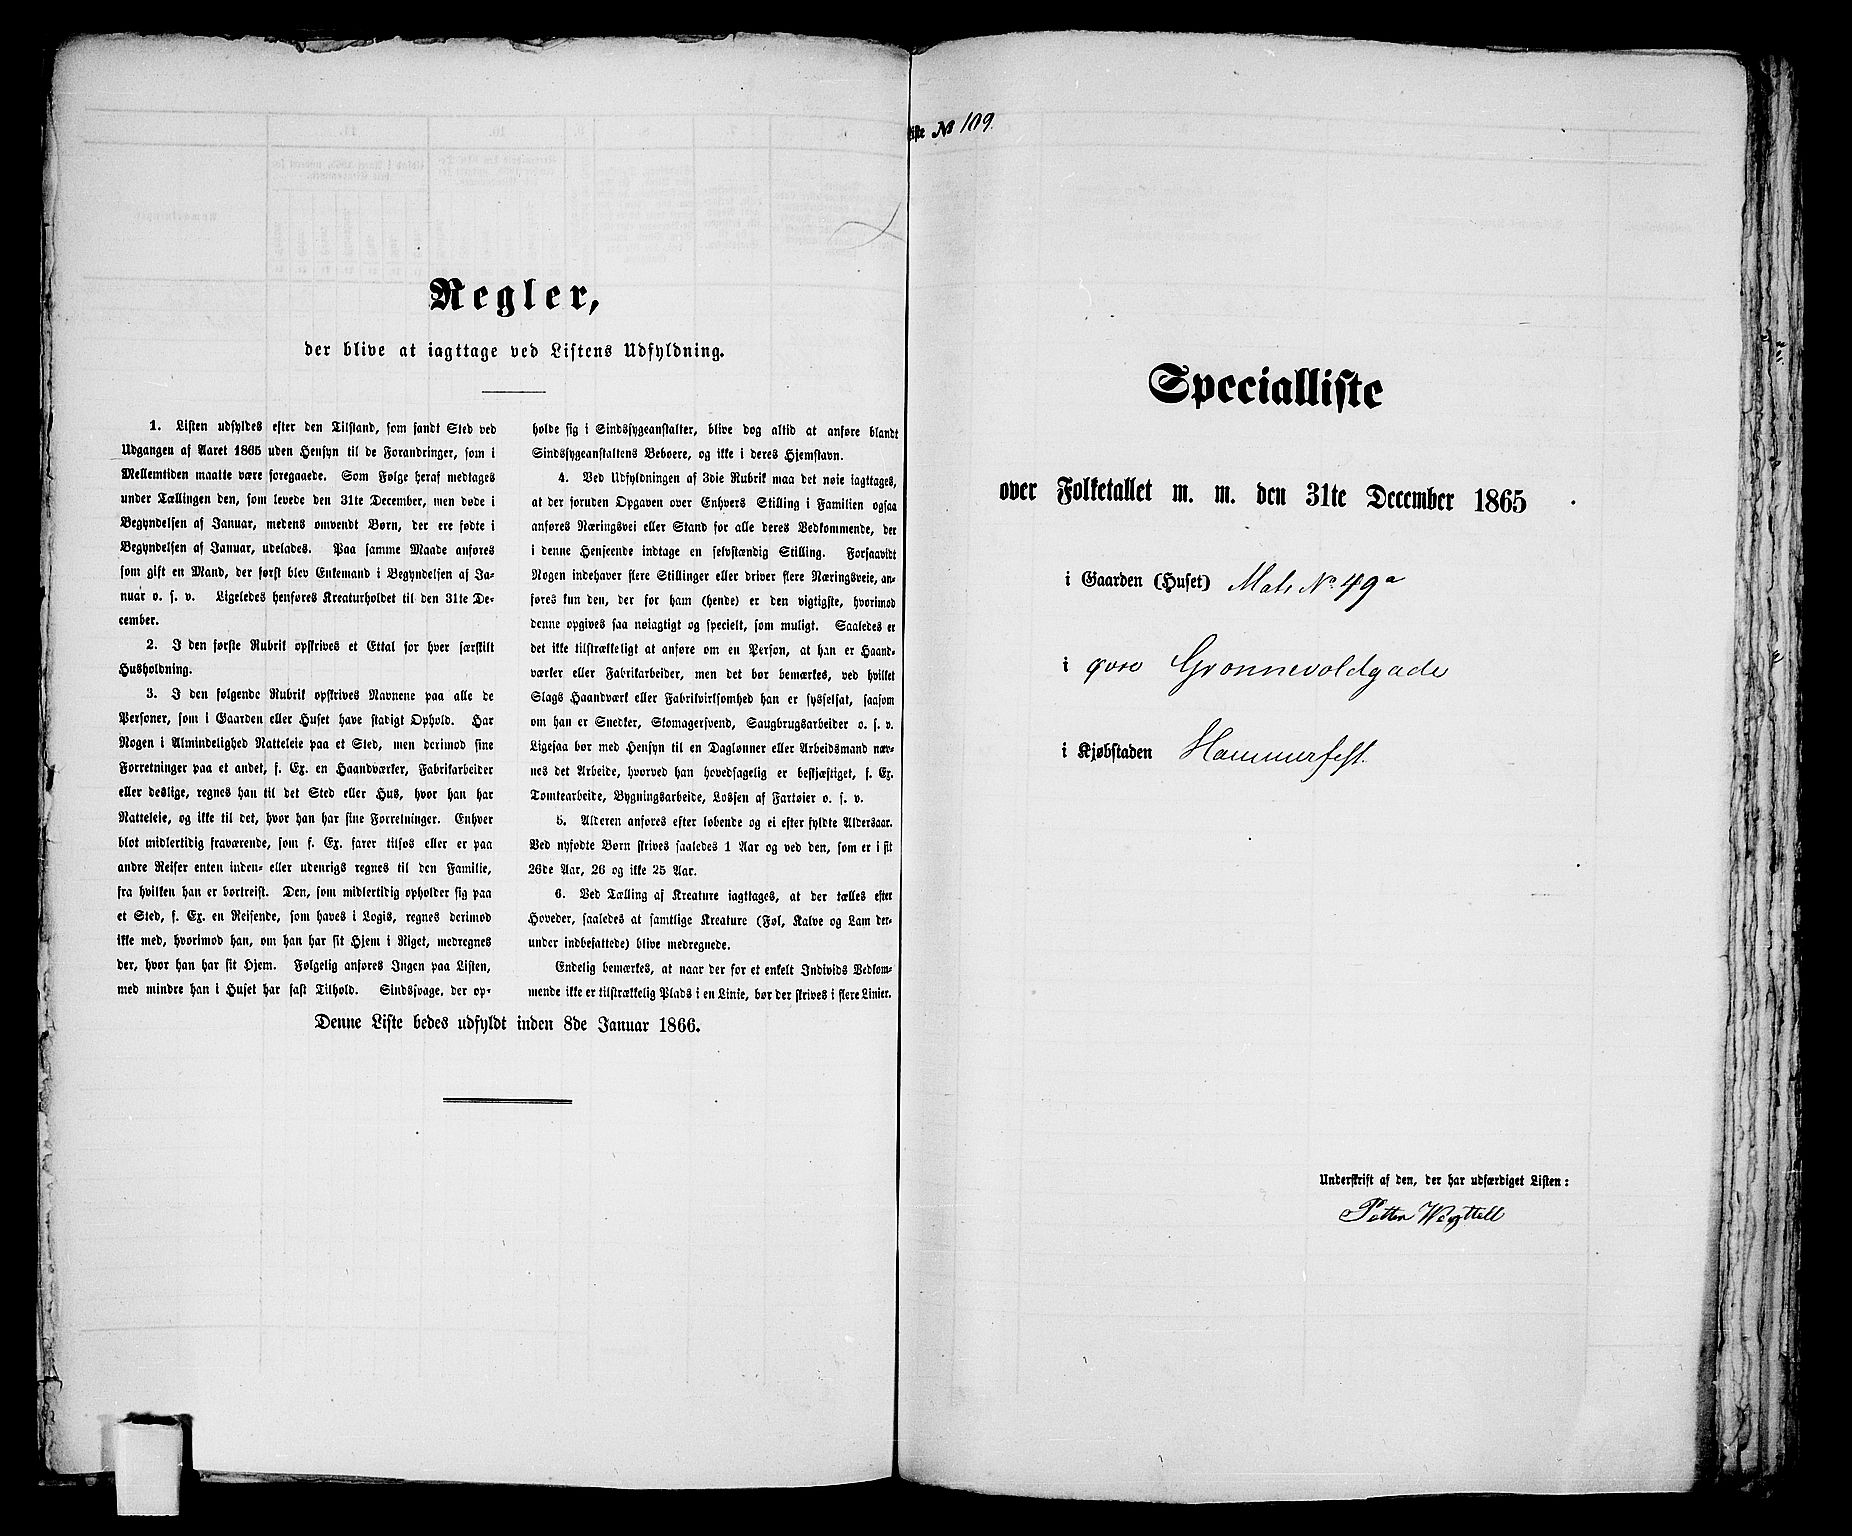 Regler,
der blive at iagttage ved Listens Udfyldning.
1. Listen udfyldes efter den Tilstand, som fandt Sted ved
Udgangen af Aaret 1865 uden Hensyn til de Forandringer, som i
Mellemtiden maatte være foregaaede. Som Følge heraf medtages
under Tællingen den, som levede den 31te December, men døde i
Begyndelsen af Januar, medens omvendt Børn, der ere fødte i
Begyndelsen af Januar, udelades. Paa samme Maade anføres
som gift en Mand, der først blev Enkemand i Begyndelsen af Ja-
nuar o. s. v. Ligeledes henføres Kreaturholdet til den 31te De-
cember.
2. I den første Rubrik opskrives et Ettal for hver særskilt
Husholdning.
3. I den følgende Rubrik opskrives Navnene paa alle de
Personer, som i Gaarden eller Huset have stadigt Ophold. Har
Nogen i Almindelighed Natteleie paa et Sted, men derimod sine
Forretninger paa et andet, f. Ex. en Haandværker, Fabrikarbeider
eller deslige, regnes han til det Sted eller Hus, hvor han har
Natteleie, og ikke til det, hvor han har sine Forretninger. Enhver
blot midlertidig fraværende, som f. Ex. farer tilsøs eller er paa
andre Reiser enten inden- eller udenrigs regnes til den Familie,
fra hvilken han er bortreist. Den, som midlertidig opholder sig paa
et Sted, f. Ex. en Reisende, som haves i Logis, regnes derimod
ikke med, hvorimod han, om han har sit Hjem i Riget, medregnes
der, hvor han har sit Hjem. Følgelig anføres Ingen paa Listen,
med mindre han i Huset har fast Tilhold. Sindssvage, der op-
holde sig i Sindssygeanstalter, blive dog altid at anføre blandt
Sindssygeanstaltens Beboere, og ikke i deres Hjemstavn.
4. Ved Udfyldningen af 3die Rubrik maa det nøie iagttages,
at der foruden Opgaven over Enhvers Stilling i Familien ogsaa
anføres Næringsvei eller Stand for alle deres Vedkommende, der
i denne Henseende indtage en selvstændig Stilling. Forsaavidt
Nogen indehaver flere Stillinger eller driver flere Næringsveie, an-
føres kun den, der for ham (hende) er den vigtigste, hvorimod
denne opgives saa nøiagtigt og specielt, som muligt. Saaledes er
det ikke tilstrækkeligt at anføre om en Person, at han er Haand-
værker eller Fabrikarbeider, men det bør bemærkes, ved hvilket
Slags Haandværk eller Fabrikvirksomhed han er sysselsat, saasom
om han er Snedker, Skomagersvend, Saugbrugsarbeider o. s. v.
Ligesaa bør med Hensyn til en Dagløner eller Arbeidsmand næv-
nes det Arbeide, hvorved han hovedsagelig er beskjæftiget, f. Ex.
Tomtearbeide, Bygningsarbeide, Lossen af Fartøier o. s. v.
5. Alderen anføres efter løbende og ei efter fyldte Aldersaar.
Ved nyfødte Børn skrives saaledes 1 Aar og ved den, som er i sit
26de Aar, 26 og ikke 25 Aar.
6. Ved Tælling af Kreature iagttages, at der tælles efter
Hoveder, saaledes at samtlige Kreature (Føl, Kalve og Lam der-
under indbefattede) blive medregnede.
Endelig bemærkes, at naar der for et enkelt Individs Vedkom-
mende ikke er tilstrækkelig Plads i en Linie, bør der skrives i flere Linier.
Denne Liste bedes udfyldt inden 8de Januar 1866.
iste № 109.
Specialliste
over Folketallet m. m. den 31te December 1865
i Gaarden (Huset) Mats No. 49a
i øvre Grønnevoldgade
i Kjøbstaden Hammerfest.
Underskrift af den, der har udfærdiget Listen:
Petter